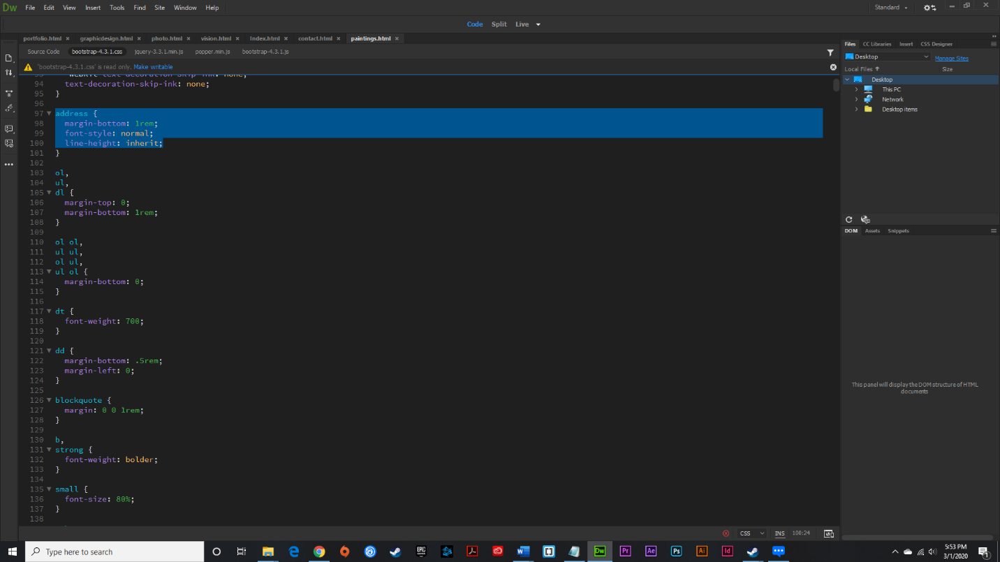 Dw File Edit View Insert Tools Find Site Window Help Standard
Code Split Live
portfolio.html × graphicdesign.html × photo.html × vision.html × Index.html × contact.html × paintings.html ×
Source Code bootstrap-4.3.1.css jquery-3.3.1.min.js popper.min.js bootstrap-4.3.1.js
'bootstrap-4.3.1.css' is read only. Make writable
93 -webkit-text-decoration-skip-ink: none;
94 text-decoration-skip-ink: none;
95 }
96
97 address {
98 margin-bottom: 1rem;
99 font-style: normal;
100 line-height: inherit;
101 }
102
103 ol,
104 ul,
105 dl {
106 margin-top: 0;
107 margin-bottom: 1rem;
108 }
109
110 ol ol,
111 ul ul,
112 ol ul,
113 ul ol {
114 margin-bottom: 0;
115 }
116
117 dt {
118 font-weight: 700;
119 }
120
121 dd {
122 margin-bottom: .5rem;
123 margin-left: 0;
124 }
125
126 blockquote {
127 margin: 0 0 1rem;
128 }
129
130 b,
131 strong {
132 font-weight: bolder;
133 }
134
135 small {
136 font-size: 80%;
137 }
138
CSS INS 100:24
Files CC Libraries Insert CSS Designer
Desktop Manage Sites
Local Files Size
Desktop
This PC
Network
Desktop items
DOM Assets Snippets
This panel will display the DOM structure of HTML
documents
Type here to search
EPIC GAMES W Dw Pr Ae Ps Ai Id
5:53 PM
3/1/2020
1